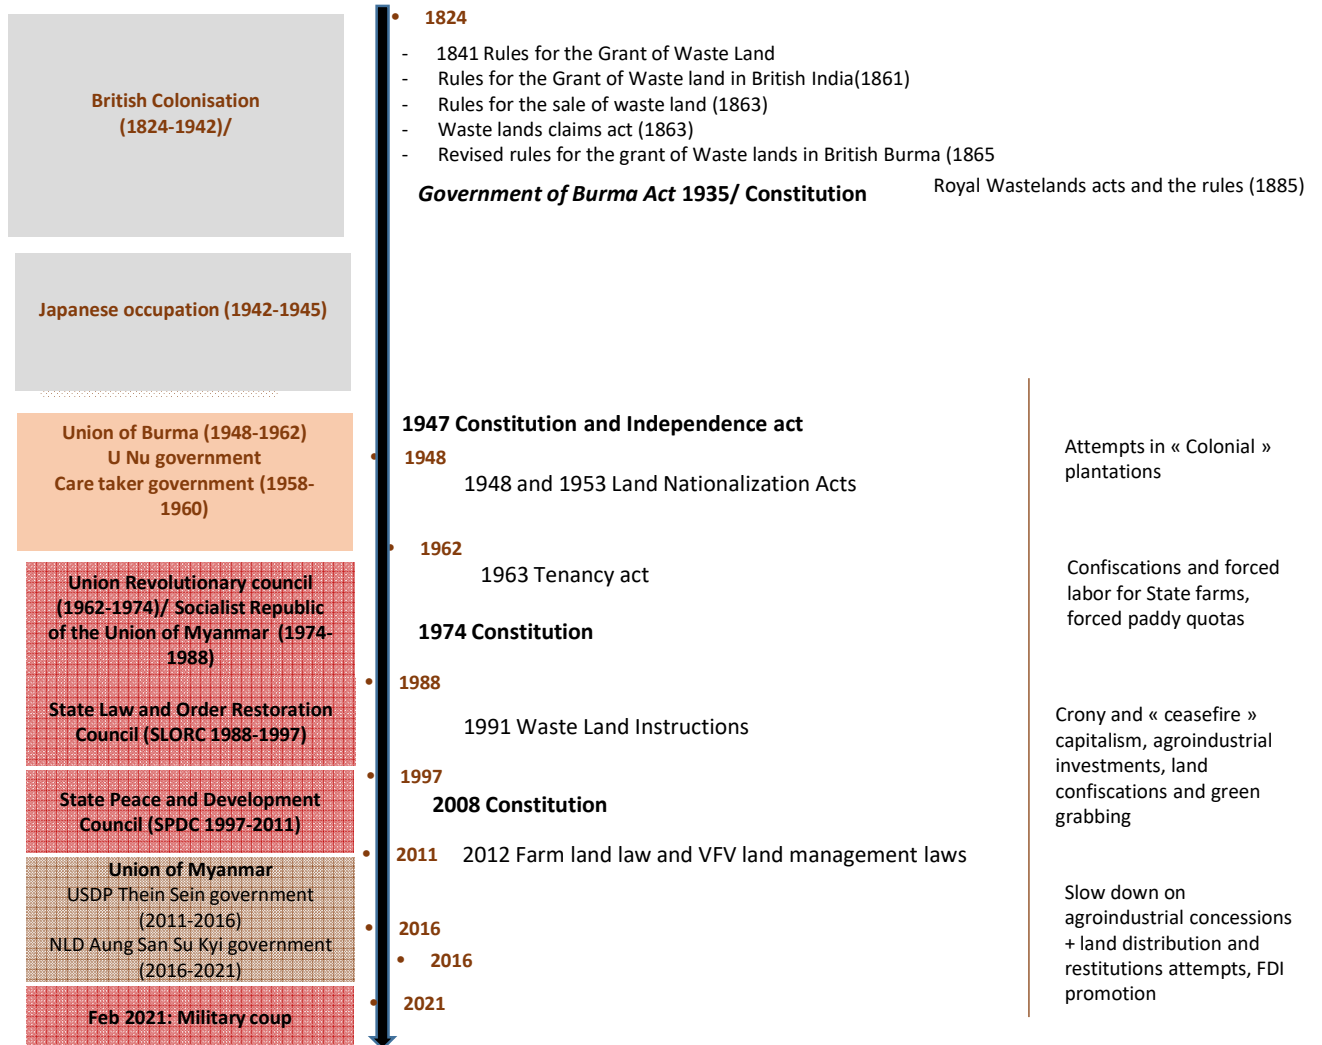 1824
- 1841 Rules for the Grant of Waste Land
- Rules for the Grant of Waste land in British India(1861)
- Rules for the sale of waste land (1863)
- Waste lands claims act (1863)
- Revised rules for the grant of Waste lands in British Burma (1865
British Colonisation
(1824-1942)/
Government of Burma Act 1935/ Constitution
Royal Wastelands acts and the rules (1885)
Japanese occupation (1942-1945)
Union of Burma (1948-1962)
U Nu government
Care taker government (1958-
1960)
1947 Constitution and Independence act
1948
1948 and 1953 Land Nationalization Acts
Attempts in « Colonial »
plantations
1962
1963 Tenancy act
Union Revolutionary council
(1962-1974)/ Socialist Republic
of the Union of Myanmar (1974-
1988)
1974 Constitution
Confiscations and forced
labor for State farms,
forced paddy quotas
1988
State Law and Order Restoration
Council (SLORC 1988-1997)
1991 Waste Land Instructions
Crony and « ceasefire »
capitalism, agroindustrial
investments, land
confiscations and green
grabbing
1997
State Peace and Development
Council (SPDC 1997-2011)
2008 Constitution
2011
2012 Farm land law and VFV land management laws
Union of Myanmar
USDP Thein Sein government
(2011-2016)
NLD Aung San Su Kyi government
(2016-2021)
2016
2016
Slow down on
agroindustrial concessions
+ land distribution and
restitutions attempts, FDI
promotion
2021
Feb 2021: Military coup